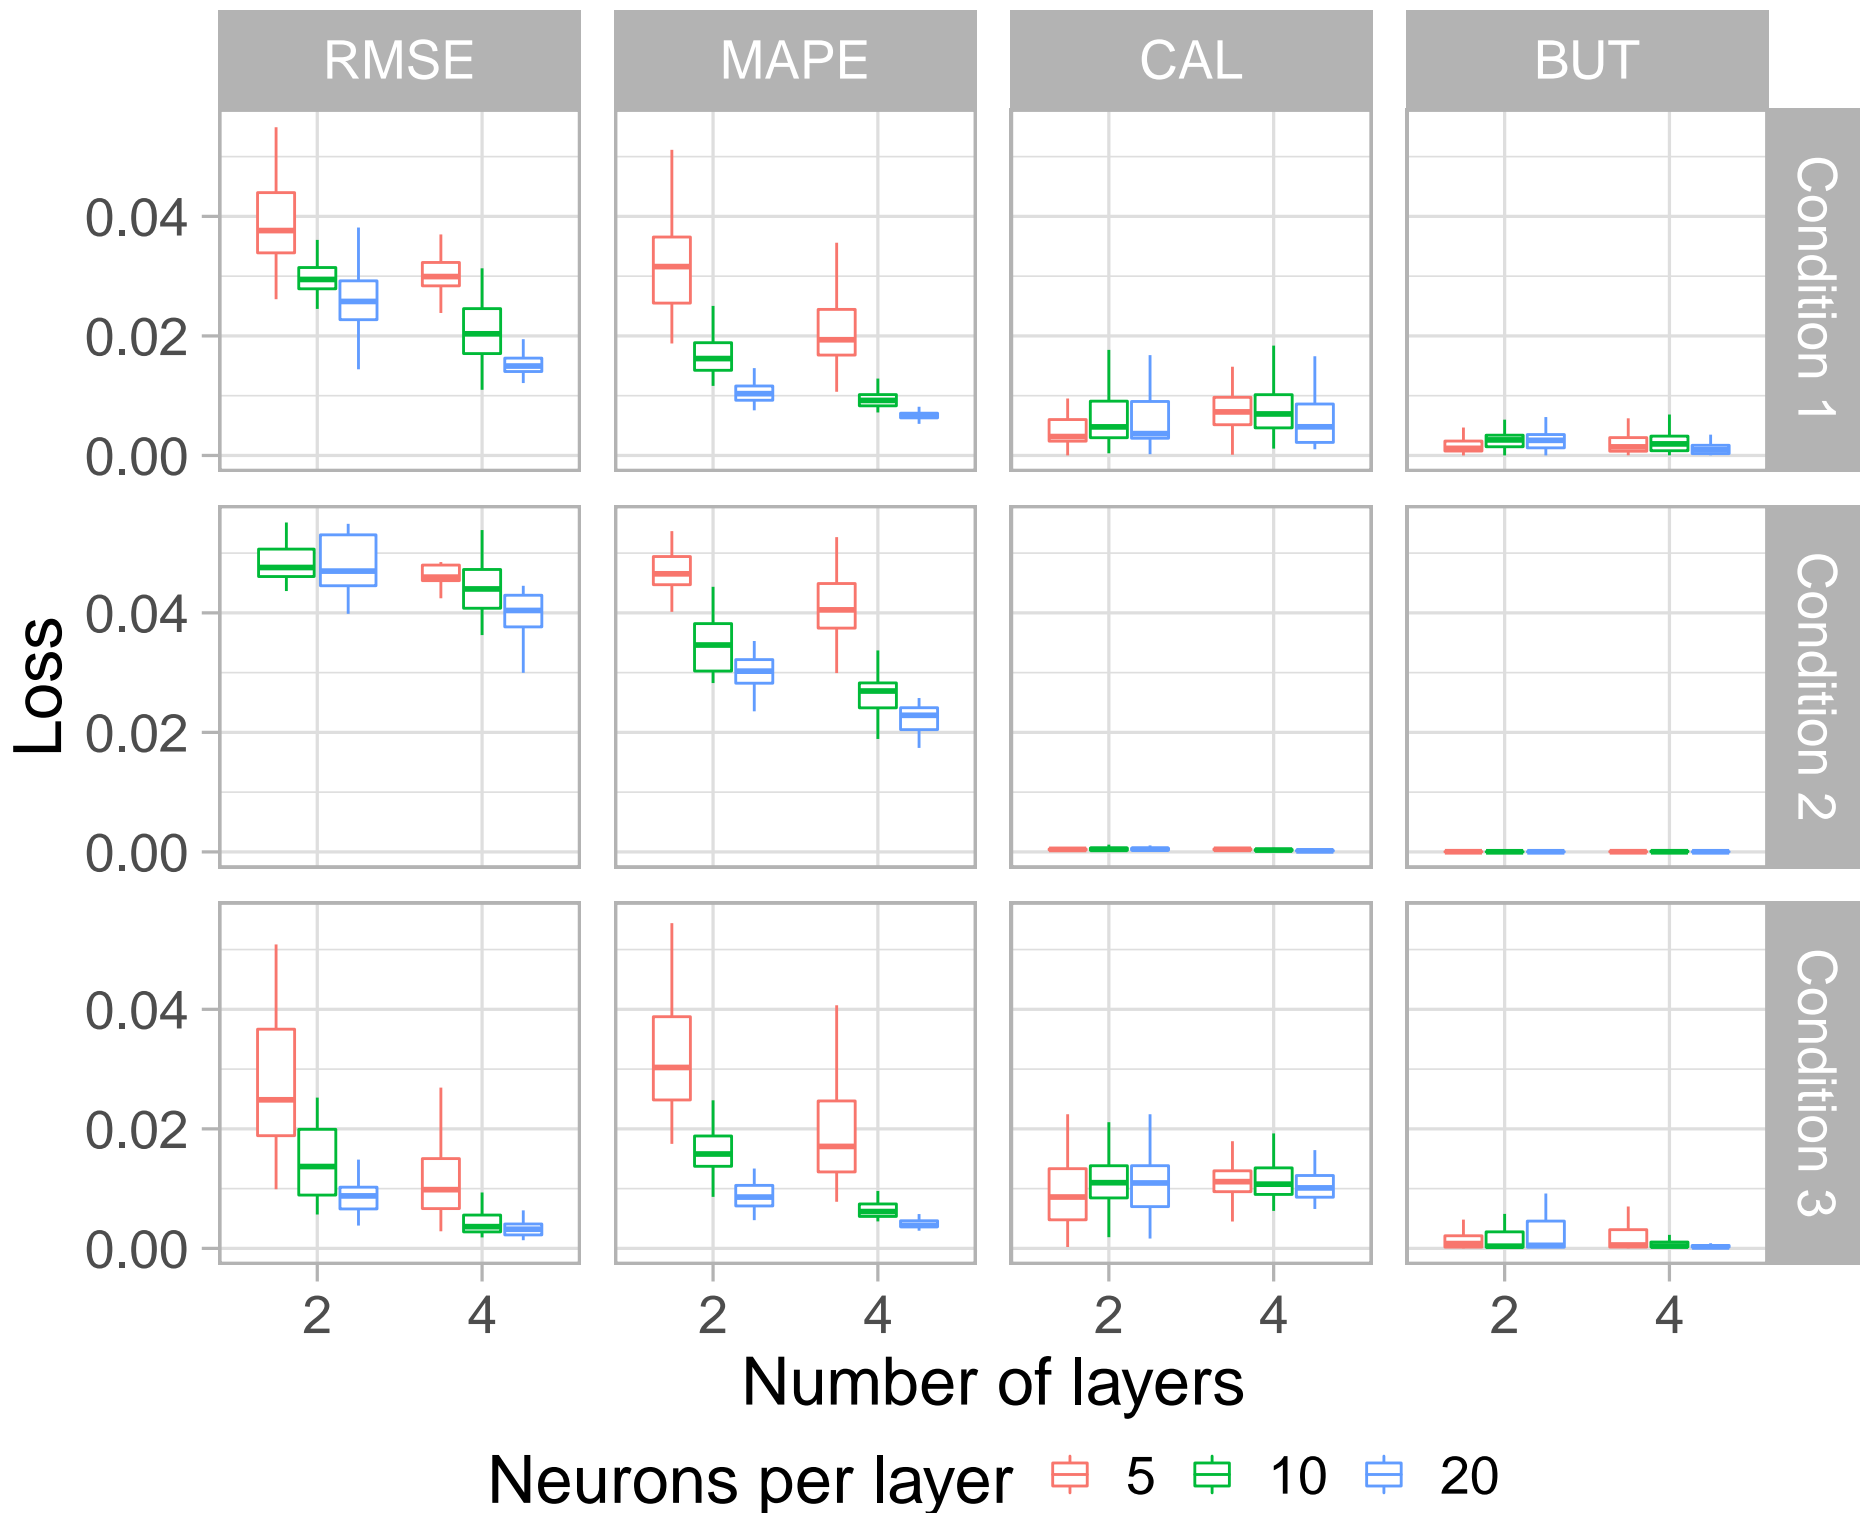 RMSE MAPE CAL BUT
0.04
0.02
0.00
Condition 1
0.04
0.02
0.00
Condition 2
0.04
0.02
0.00
Condition 3
Loss
2 4 2 4 2 4 2 4
Number of layers
Neurons per layer 5 10 20